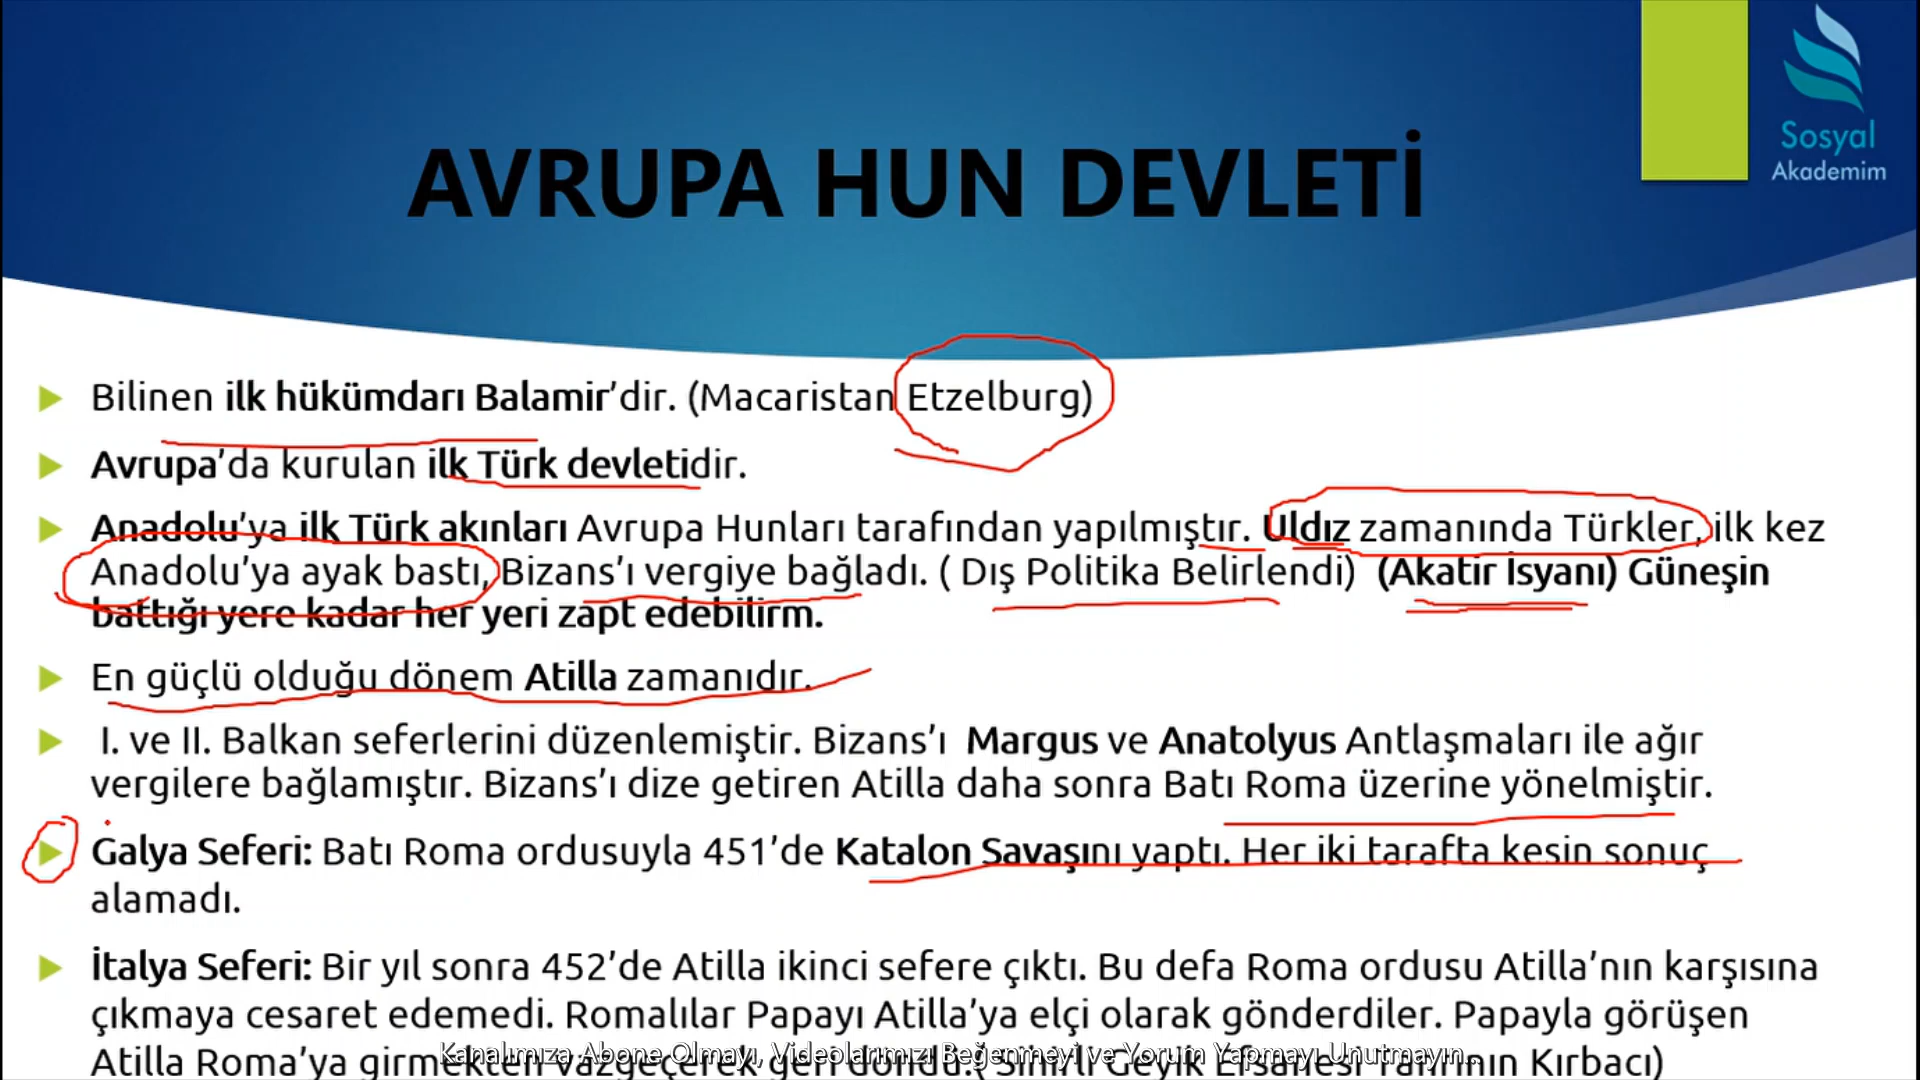 AVRUPA HUN DEVLETİ
Sosyal
Akademim
Bilinen ilk hükümdarı Balamir’dir. (Macaristan Etzelburg)
Avrupa’da kurulan ilk Türk devletidir.
Anadolu’ya ilk Türk akınları Avrupa Hunları tarafından yapılmıştır. Uldız zamanında Türkler, ilk kez
Anadolu’ya ayak bastı, Bizans’ı vergiye bağladı. ( Dış Politika Belirlendi) (Akatir İsyanı) Güneşin
battığı yere kadar her yeri zapt edebilirm.
En güçlü olduğu dönem Atilla zamanıdır.
I. ve II. Balkan seferlerini düzenlemiştir. Bizans’ı Margus ve Anatolyus Antlaşmaları ile ağır
vergilere bağlamıştır. Bizans’ı dize getiren Atilla daha sonra Batı Roma üzerine yönelmiştir.
Galya Seferi: Batı Roma ordusuyla 451’de Katalon Savaşını yaptı. Her iki tarafta kesin sonuç
alamadı.
İtalya Seferi: Bir yıl sonra 452’de Atilla ikinci sefere çıktı. Bu defa Roma ordusu Atilla’nın karşısına
çıkmaya cesaret edemedi. Romalılar Papayı Atilla’ya elçi olarak gönderdiler. Papayla görüşen
Atilla Roma’ya girmekten vazgeçerek geri döndü.( Sihirli Geyik Efsanesi Tanrının Kırbacı)
Kanalımıza Abone Olmayı, Videolarımızı Beğenmeyi ve Yorum Yapmayı Unutmayın...